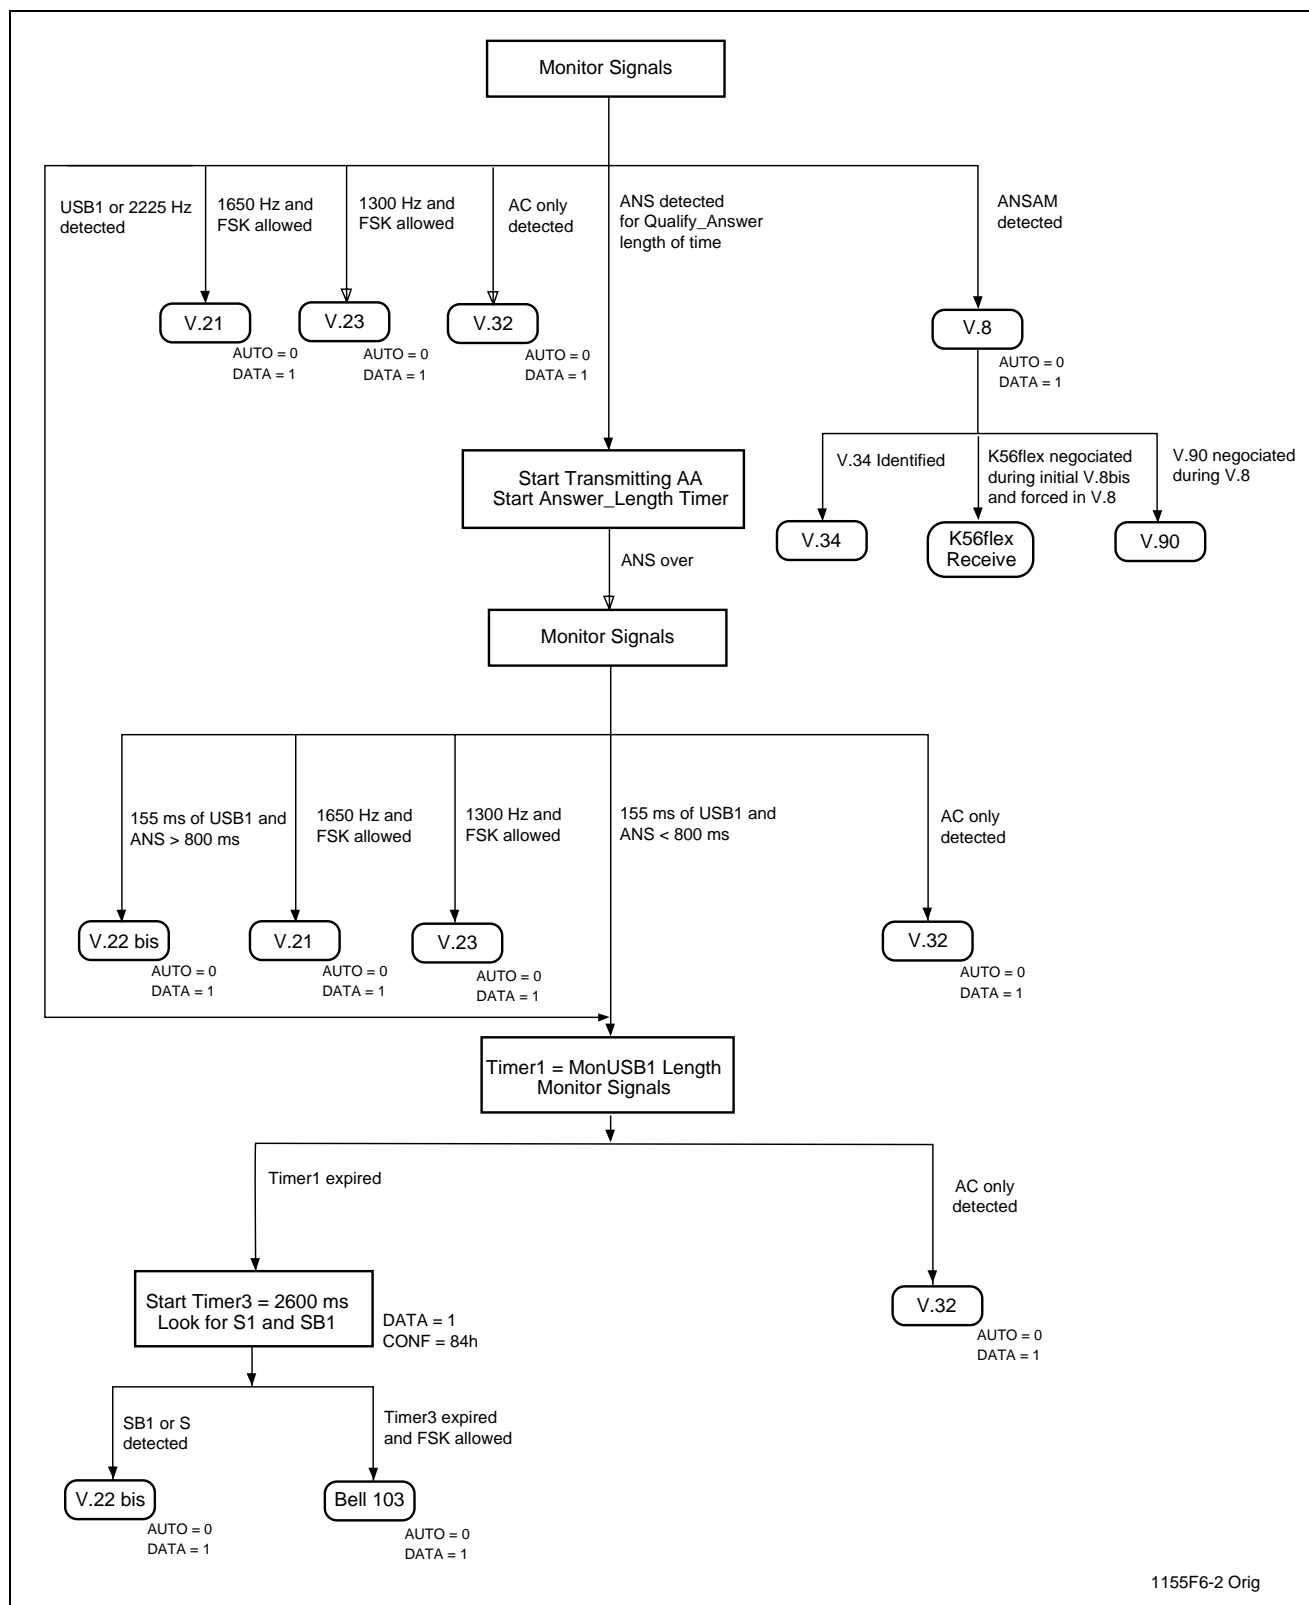 Monitor Signals
USB1 or 2225 Hz
detected
1650 Hz and
FSK allowed
1300 Hz and
FSK allowed
AC only
detected
ANS detected
for Qualify_Answer
length of time
ANSAM
detected
V.21
AUTO = 0
DATA = 1
V.23
AUTO = 0
DATA = 1
V.32
AUTO = 0
DATA = 1
V.8
AUTO = 0
DATA = 1
Start Transmitting AA
Start Answer_Length Timer
V.34 Identified
K56flex negociated
during initial V.8bis
and forced in V.8
V.90 negociated
during V.8
V.34
K56flex
Receive
V.90
ANS over
Monitor Signals
155 ms of USB1 and
ANS > 800 ms
1650 Hz and
FSK allowed
1300 Hz and
FSK allowed
155 ms of USB1 and
ANS < 800 ms
AC only
detected
V.22 bis
AUTO = 0
DATA = 1
V.21
AUTO = 0
DATA = 1
V.23
AUTO = 0
DATA = 1
V.32
AUTO = 0
DATA = 1
Timer1 = MonUSB1 Length
Monitor Signals
Timer1 expired
AC only
detected
Start Timer3 = 2600 ms
Look for S1 and SB1
DATA = 1
CONF = 84h
V.32
AUTO = 0
DATA = 1
SB1 or S
detected
Timer3 expired
and FSK allowed
V.22 bis
AUTO = 0
DATA = 1
Bell 103
AUTO = 0
DATA = 1
1155F6-2 Orig